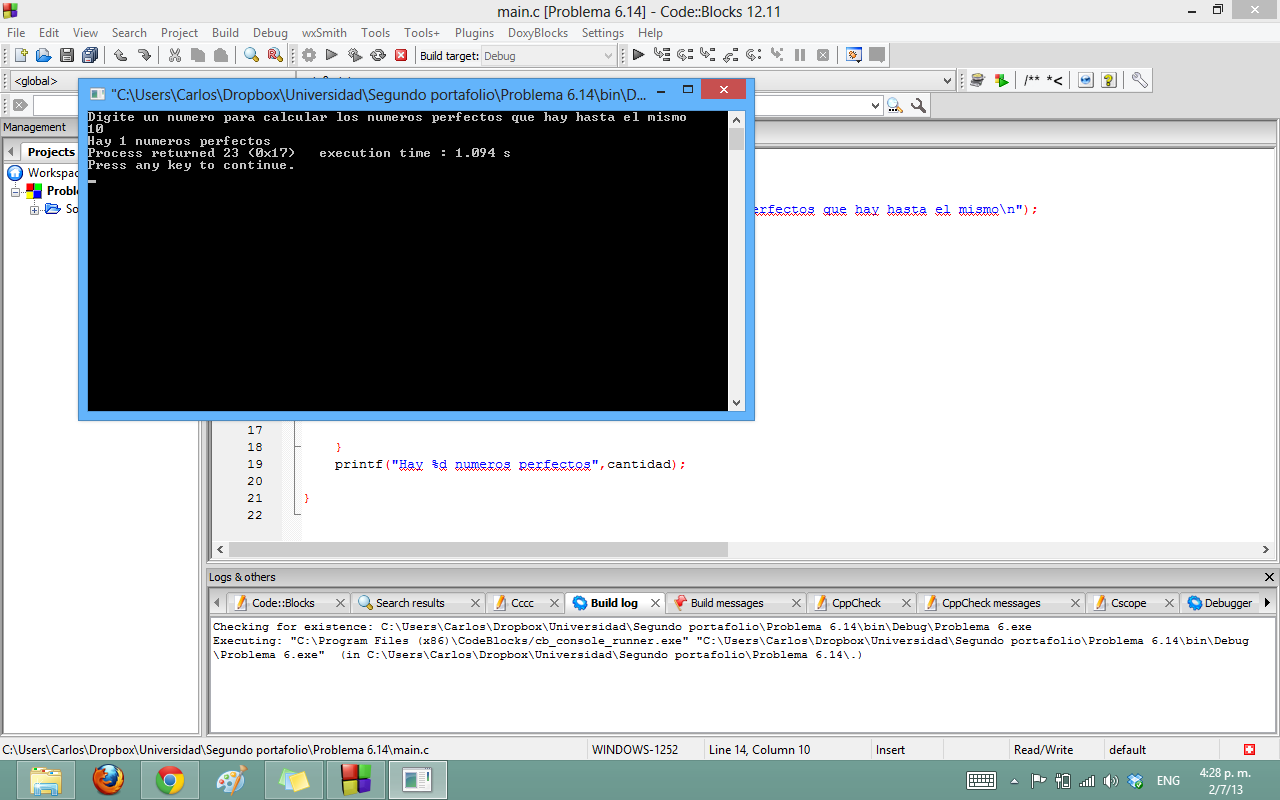 main.c [Problema 6.14] - Code::Blocks 12.11
File Edit View Search Project Build Debug wxSmith Tools Tools+ Plugins DoxyBlocks Settings Help
Build target: Debug
<global>
/** *<
"C:\Users\Carlos\Dropbox\Universidad\Segundo portafolio\Problema 6.14\bin\D...
Digite un numero para calcular los numeros perfectos que hay hasta el mismo
10
Hay 1 numeros perfectos
Process returned 23 (0x17) execution time : 1.094 s
Press any key to continue.
Management
Projects
Workspac
Proble
So
erfectos que hay hasta el mismo\n");
17
18 }
19 printf("Hay %d numeros perfectos",cantidad);
20
21 }
22
Logs & others
Code::Blocks Search results Cccc Build log Build messages CppCheck CppCheck messages Cscope Debugger
Checking for existence: C:\Users\Carlos\Dropbox\Universidad\Segundo portafolio\Problema 6.14\bin\Debug\Problema 6.exe
Executing: "C:\Program Files (x86)\CodeBlocks/cb_console_runner.exe" "C:\Users\Carlos\Dropbox\Universidad\Segundo portafolio\Problema 6.14\bin\Debug
\Problema 6.exe" (in C:\Users\Carlos\Dropbox\Universidad\Segundo portafolio\Problema 6.14\.)
C:\Users\Carlos\Dropbox\Universidad\Segundo portafolio\Problema 6.14\main.c WINDOWS-1252 Line 14, Column 10 Insert Read/Write default
ENG
4:28 p. m.
2/7/13